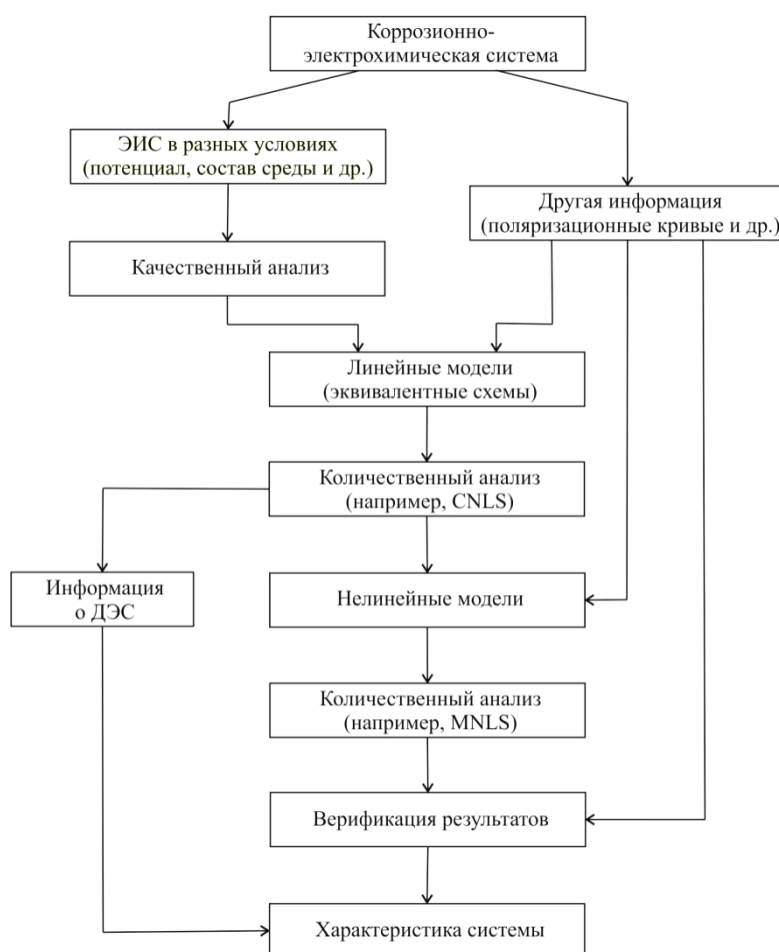 Коррозионно-
электрохимическая система
ЭИС в разных условиях
(потенциал, состав среды и др.)
Другая информация
(поляризационные кривые и др.)
Качественный анализ
Линейные модели
(эквивалентные схемы)
Количественный анализ
(например, CNLS)
Информация
о ДЭС
Нелинейные модели
Количественный анализ
(например, MNLS)
Верификация результатов
Характеристика системы